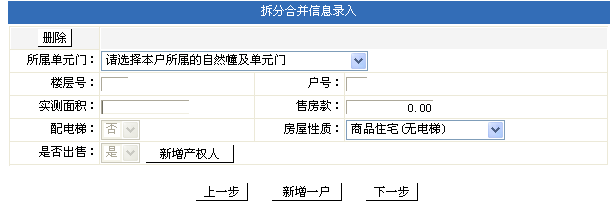 拆分合并信息录入
删除
所属单元门： 请选择本户所属的自然幢及单元门
楼层号： 户号：
实测面积： 售房款： 0.00
配电梯： 否 房屋性质： 商品住宅(无电梯)
是否出售： 是 新增产权人
上一步 新增一户 下一步